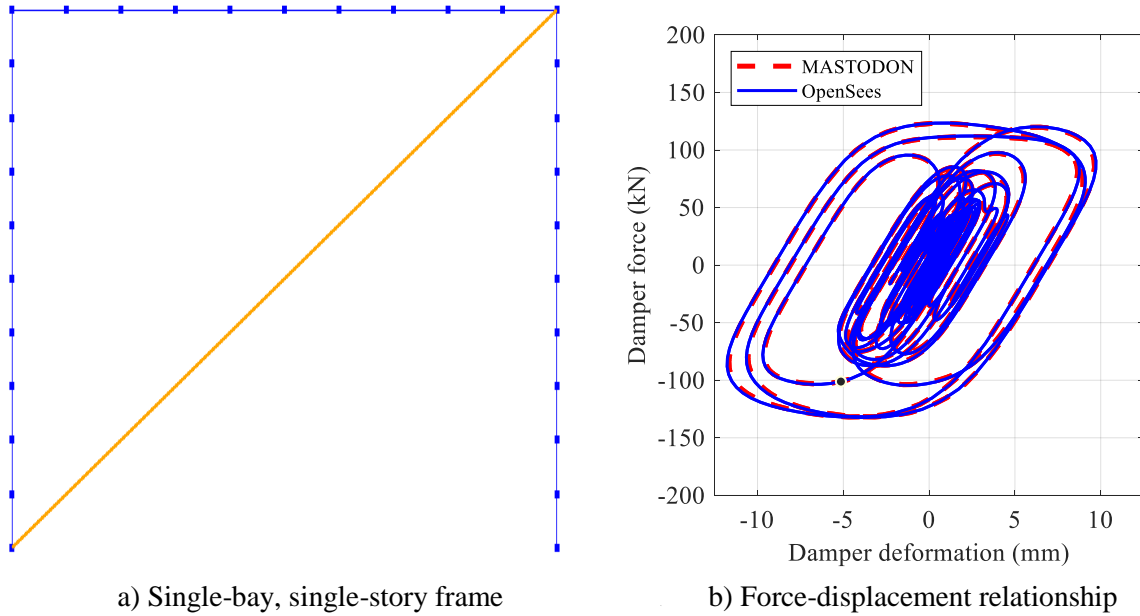 200
150
100
50
0
-50
-100
-150
-200
Damper force (kN)
MASTODON
OpenSees
-10 -5 0 5 10
Damper deformation (mm)
a) Single-bay, single-story frame
b) Force-displacement relationship